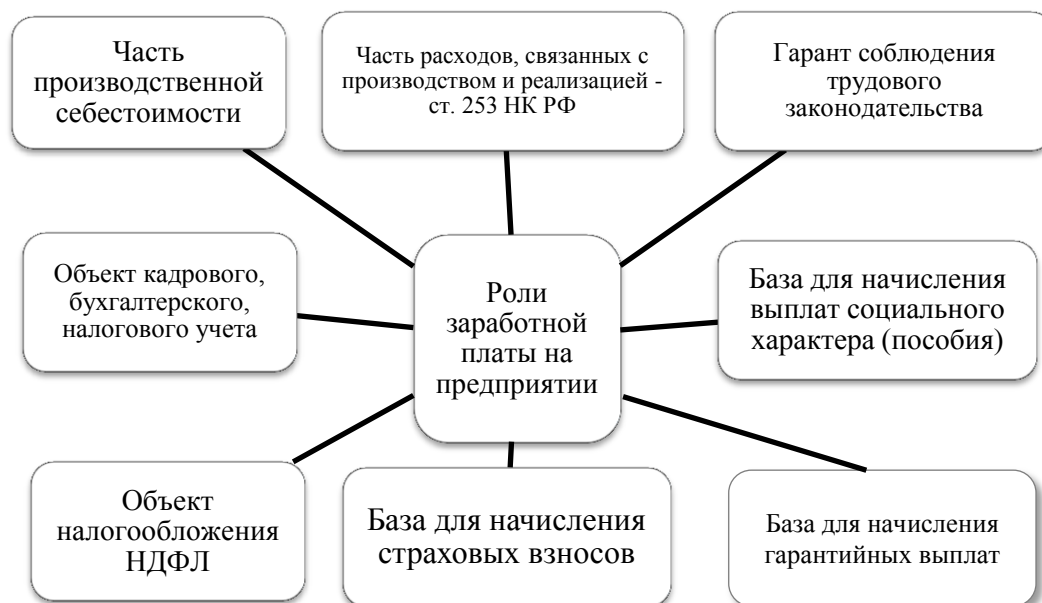 Часть
производственной
себестоимости
Часть расходов, связанных с
производством и реализацией -
ст. 253 НК РФ
Гарант соблюдения
трудового
законодательства
Объект кадрового,
бухгалтерского,
налогового учета
Роли
заработной
платы на
предприятии
База для начисления
выплат социального
характера (пособия)
Объект
налогообложения
НДФЛ
База для начисления
страховых взносов
База для начисления
гарантийных выплат